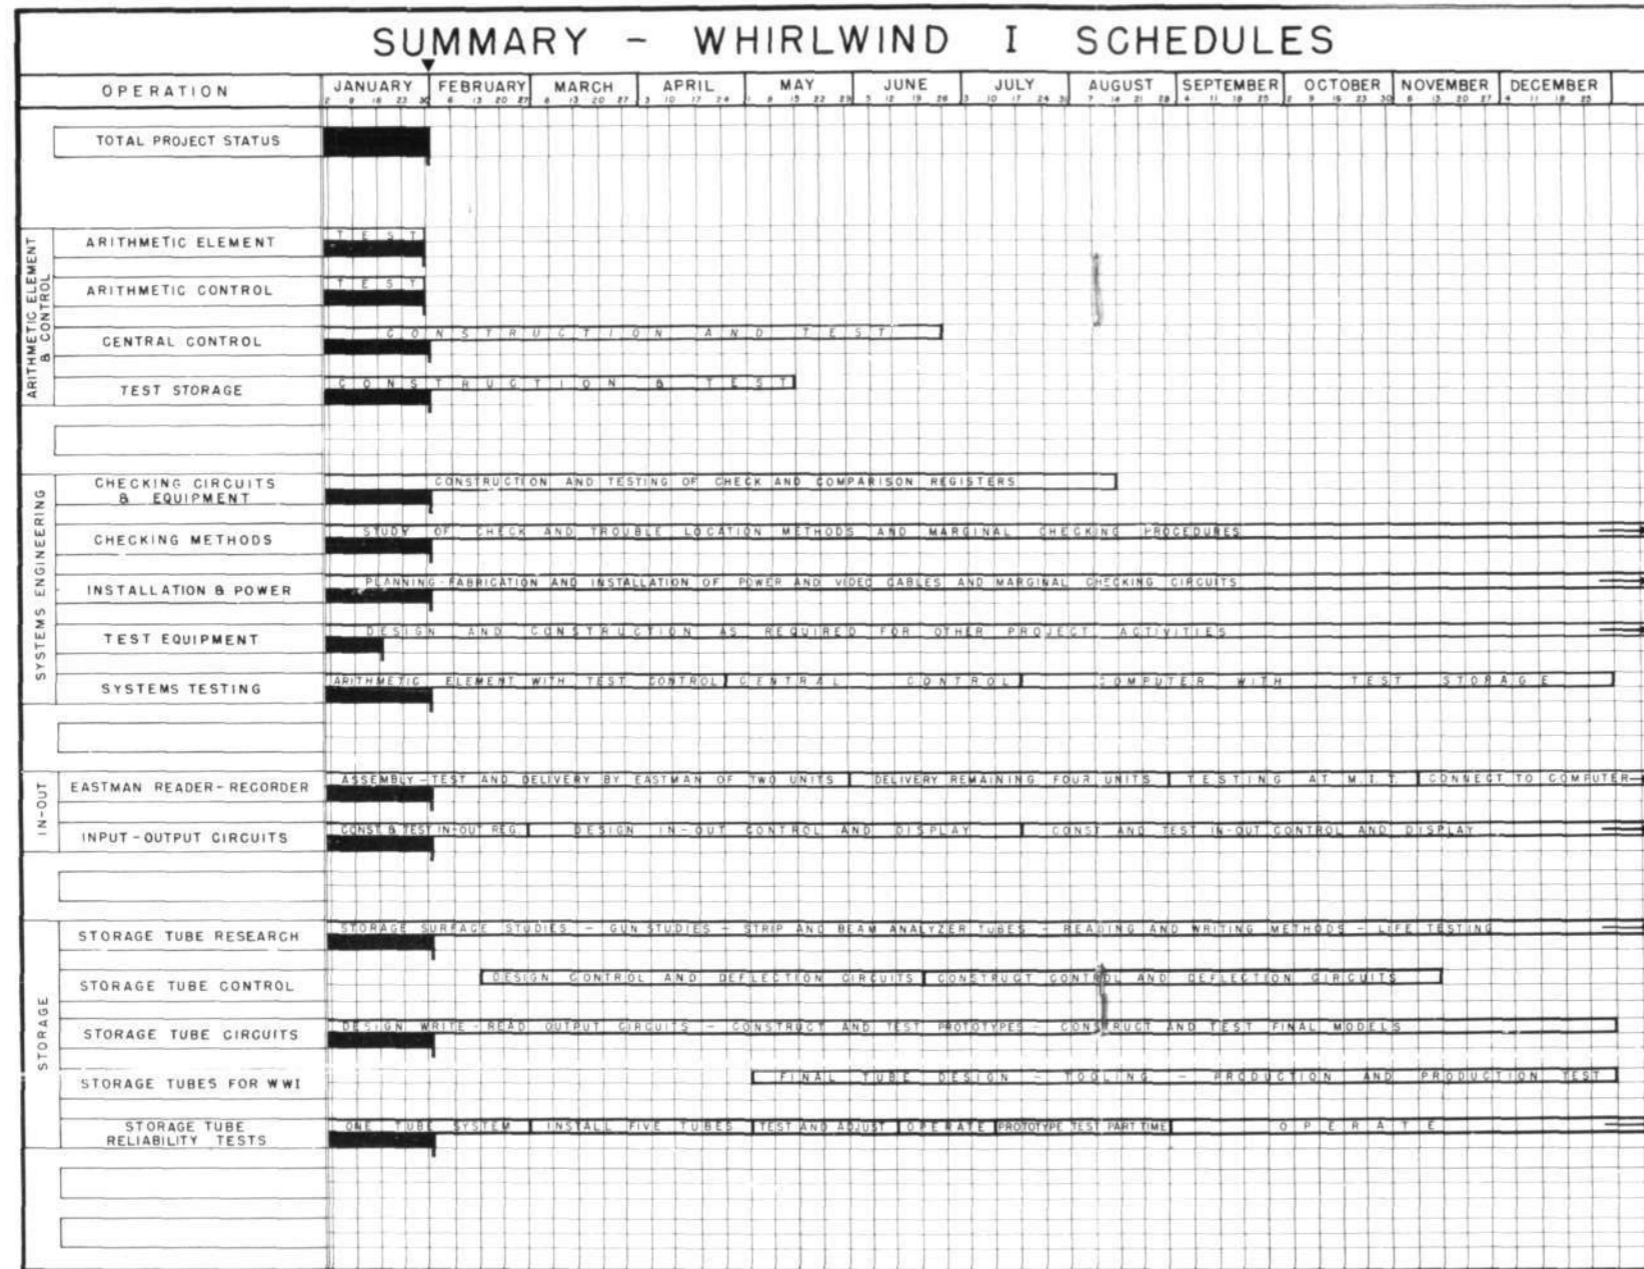 SUMMARY - WHIRLWIND I SCHEDULES
OPERATION JANUARY FEBRUARY MARCH APRIL MAY JUNE JULY AUGUST SEPTEMBER OCTOBER NOVEMBER DECEMBER
TOTAL PROJECT STATUS
ARITHMETIC ELEMENT & CONTROL
ARITHMETIC ELEMENT TEST
ARITHMETIC CONTROL TEST
CENTRAL CONTROL CONSTRUCTION AND TEST
TEST STORAGE CONSTRUCTION & TEST
SYSTEMS ENGINEERING
CHECKING CIRCUITS & EQUIPMENT CONSTRUCTION AND TESTING OF CHECK AND COMPARISON REGISTERS
CHECKING METHODS STUDY OF CHECK AND TROUBLE LOCATION METHODS AND MARGINAL CHECKING PROCEDURES
INSTALLATION & POWER PLANNING-FABRICATION AND INSTALLATION OF POWER AND VIDEO CABLES AND MARGINAL CHECKING CIRCUITS
TEST EQUIPMENT DESIGN AND CONSTRUCTION AS REQUIRED FOR OTHER PROJECT ACTIVITIES
SYSTEMS TESTING ARITHMETIC ELEMENT WITH TEST CONTROL CENTRAL CONTROL COMPUTER WITH TEST STORAGE
IN-OUT
EASTMAN READER-RECORDER ASSEMBLY-TEST AND DELIVERY BY EASTMAN OF TWO UNITS DELIVERY REMAINING FOUR UNITS TESTING AT M.I.T. CONNECT TO COMPUTER
INPUT-OUTPUT CIRCUITS CONST & TEST IN-OUT REG. DESIGN IN-OUT CONTROL AND DISPLAY CONST AND TEST IN-OUT CONTROL AND DISPLAY
STORAGE
STORAGE TUBE RESEARCH STORAGE SURFACE STUDIES - GUN STUDIES - STRIP AND BEAM ANALYZER TUBES - READING AND WRITING METHODS - LIFE TESTING
STORAGE TUBE CONTROL DESIGN CONTROL AND DEFLECTION CIRCUITS CONSTRUCT CONTROL AND DEFLECTION CIRCUITS
STORAGE TUBE CIRCUITS DESIGN WRITE-READ OUTPUT CIRCUITS - CONSTRUCT AND TEST PROTOTYPES - CONSTRUCT AND TEST FINAL MODELS
STORAGE TUBES FOR WWI FINAL TUBE DESIGN - TOOLING - PRODUCTION AND PRODUCTION TEST
STORAGE TUBE RELIABILITY TESTS ONE TUBE SYSTEM INSTALL FIVE TUBES TEST AND ADJUST OPERATE PROTOTYPE TEST PART TIME OPERATE